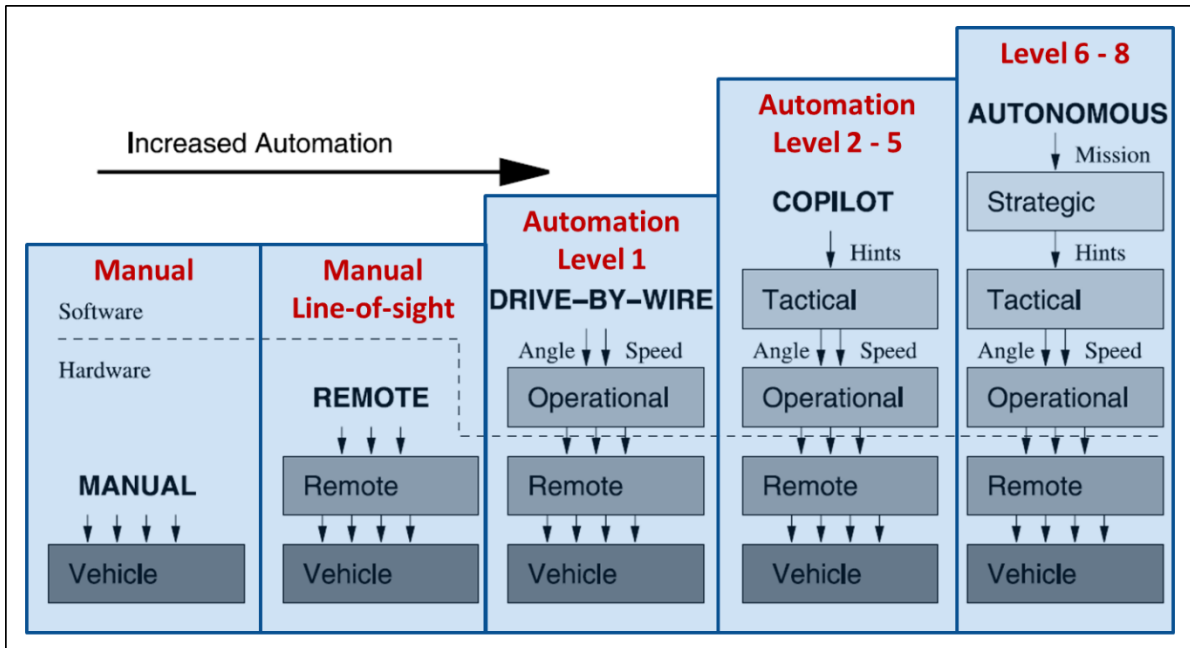 Increased Automation
Manual
Software
Hardware
MANUAL
Vehicle
Manual
Line-of-sight
REMOTE
Remote
Vehicle
Automation
Level 1
DRIVE–BY–WIRE
Angle Speed
Operational
Remote
Vehicle
Automation
Level 2 - 5
COPILOT
Hints
Tactical
Angle Speed
Operational
Remote
Vehicle
Level 6 - 8
AUTONOMOUS
Mission
Strategic
Hints
Tactical
Angle Speed
Operational
Remote
Vehicle